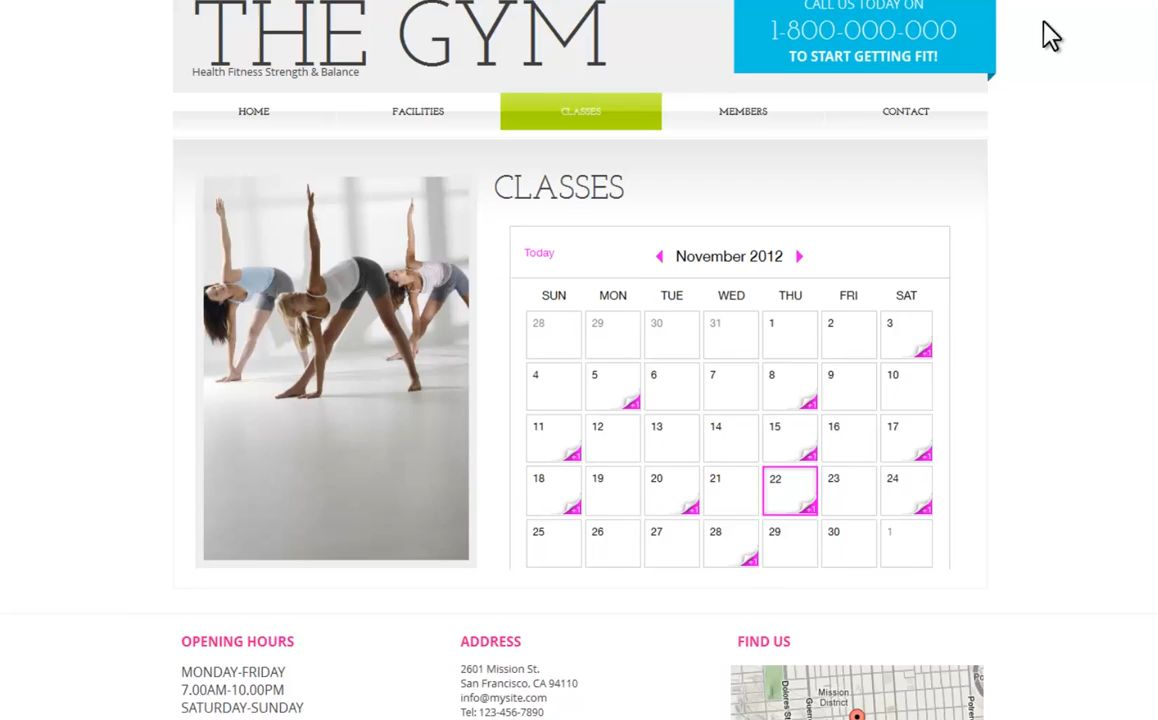 THE GYM
Health Fitness Strength & Balance
CALL US TODAY ON
1-800-000-000
TO START GETTING FIT!
HOME FACILITIES CLASSES MEMBERS CONTACT
CLASSES
Today
November 2012
SUN MON TUE WED THU FRI SAT
28 29 30 31 1 2 3
4 5 6 7 8 9 10
11 12 13 14 15 16 17
18 19 20 21 22 23 24
25 26 27 28 29 30 1
OPENING HOURS
MONDAY-FRIDAY
7.00AM-10.00PM
SATURDAY-SUNDAY
ADDRESS
2601 Mission St.
San Francisco, CA 94110
info@mysite.com
Tel: 123-456-7890
FIND US
Mission
District
Dolores St